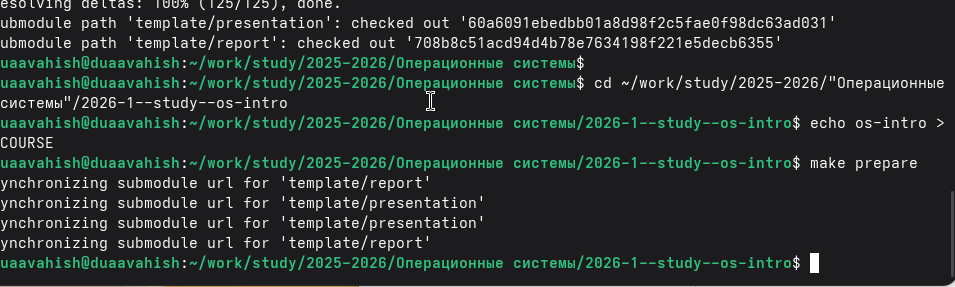 esolving deltas: 100% (125/125), done.
ubmodule path 'template/presentation': checked out '60a6091ebedbb01a8d98f2c5fae0f98dc63ad031'
ubmodule path 'template/report': checked out '708b8c51acd94d4b78e7634198f221e5decb6355'
uaavahish@duaavahish:~/work/study/2025-2026/Операционные системы$
uaavahish@duaavahish:~/work/study/2025-2026/Операционные системы$ cd ~/work/study/2025-2026/"Операционные
системы"/2026-1--study--os-intro
uaavahish@duaavahish:~/work/study/2025-2026/Операционные системы/2026-1--study--os-intro$ echo os-intro >
COURSE
uaavahish@duaavahish:~/work/study/2025-2026/Операционные системы/2026-1--study--os-intro$ make prepare
ynchronizing submodule url for 'template/report'
ynchronizing submodule url for 'template/presentation'
ynchronizing submodule url for 'template/presentation'
ynchronizing submodule url for 'template/report'
uaavahish@duaavahish:~/work/study/2025-2026/Операционные системы/2026-1--study--os-intro$